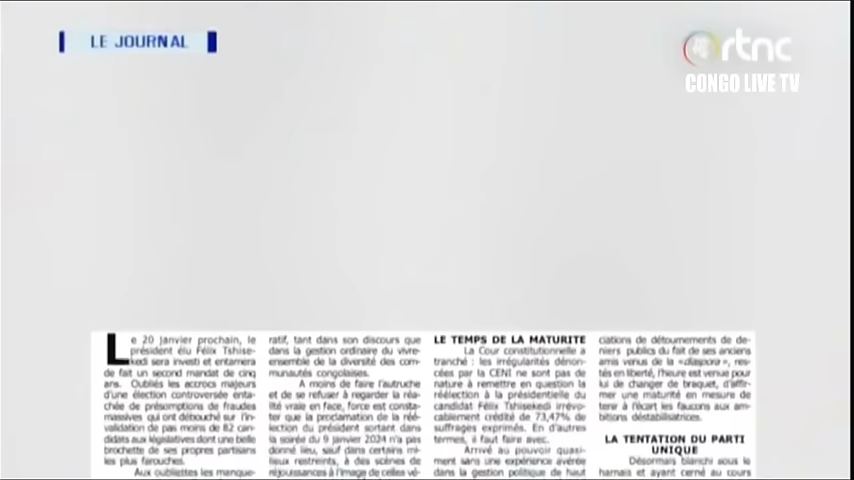 LE JOURNAL
rtnc
CONGO LIVE TV
Le 20 janvier prochain, le
président élu Félix Tshise-
kedi sera investi et entamera
de fait un second mandat de cinq
ans. Oubliés les accrocs majeurs
d'une élection controversée enta-
chée de présomptions de fraudes
massives qui ont débouché sur l'in-
validation de pas moins de 82 can-
didats aux législatives dont une belle
brochette de ses propres partisans
les plus farouches.
Aux oubliettes les manque-
ratif, tant dans son discours que
dans la gestion ordinaire du vivre-
ensemble de la diversité des com-
munautés congolaises.
A moins de faire l'autruche
et de se refuser à regarder la réa-
lité vraie en face, force est consta-
ter que la proclamation de la réé-
lection du président sortant dans
la soirée du 9 janvier 2024 n'a pas
donné lieu, sauf dans certains mi-
lieux restreints, à des scènes de
réjouissances à l'image de celles vé-
LE TEMPS DE LA MATURITE
La Cour constitutionnelle a
tranché : les irrégularités dénon-
cées par la CENI ne sont pas de
nature à remettre en question la
réélection à la présidentielle du
candidat Félix Tshisekedi irrévo-
cablement crédité de 73,47% de
suffrages exprimés. En d'autres
termes, il faut faire avec.
Arrivé au pouvoir quasi-
ment sans une expérience avérée
dans la gestion politique de haut
ciations de détournements de de-
niers publics du fait de ses anciens
amis venus de la «diaspora», res-
tés en liberté, l'heure est venue pour
lui de changer de braquet, d'affir-
mer une maturité en mesure de
tenir à l'écart les faucons aux am-
bitions déstabilisatrices.
LA TENTATION DU PARTI
UNIQUE
Désormais blanchi sous le
harnais et ayant cerné au cours